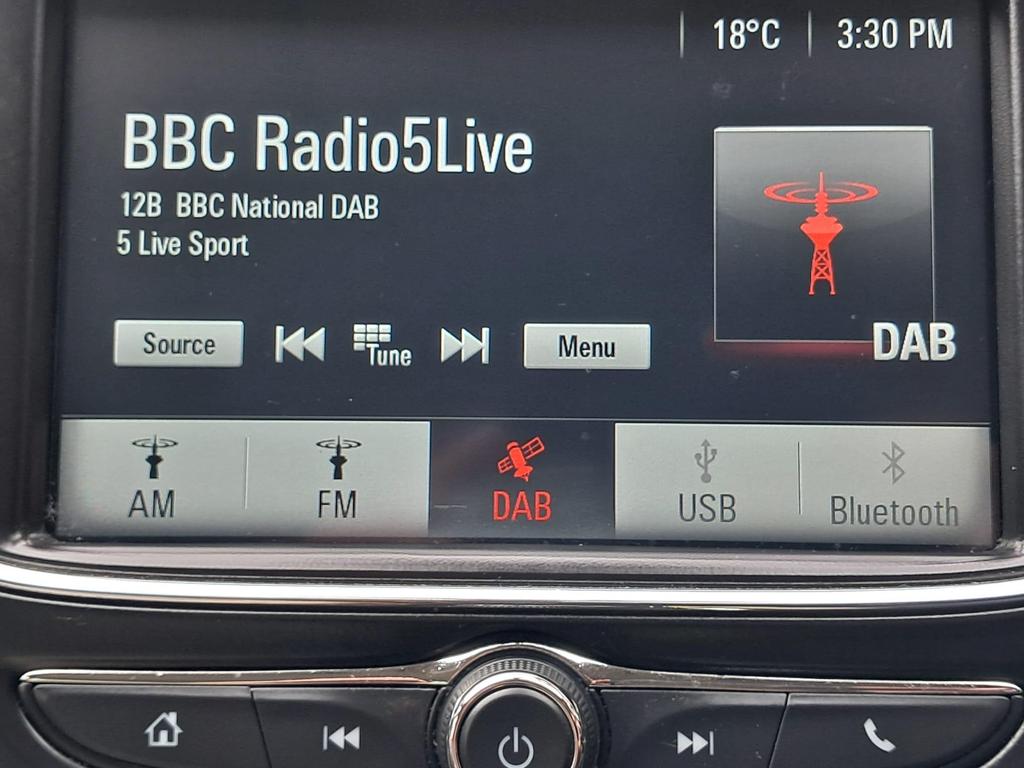 18°C 3:30 PM
BBC Radio5Live
12B BBC National DAB
5 Live Sport
Source Tune Menu
DAB
AM FM DAB USB Bluetooth